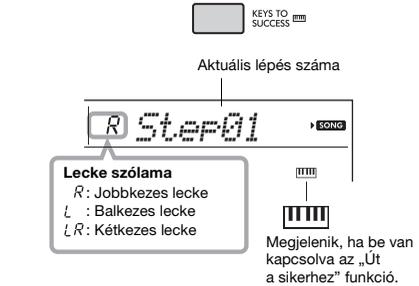 KEYS TO
SUCCESS
Aktuális lépés száma
R Step01
SONG
Lecke szólama
R : Jobbkezes lecke
L : Balkezes lecke
LR : Kétkezes lecke
Megjelenik, ha be van
kapcsolva az „Út
a sikerhez” funkció.